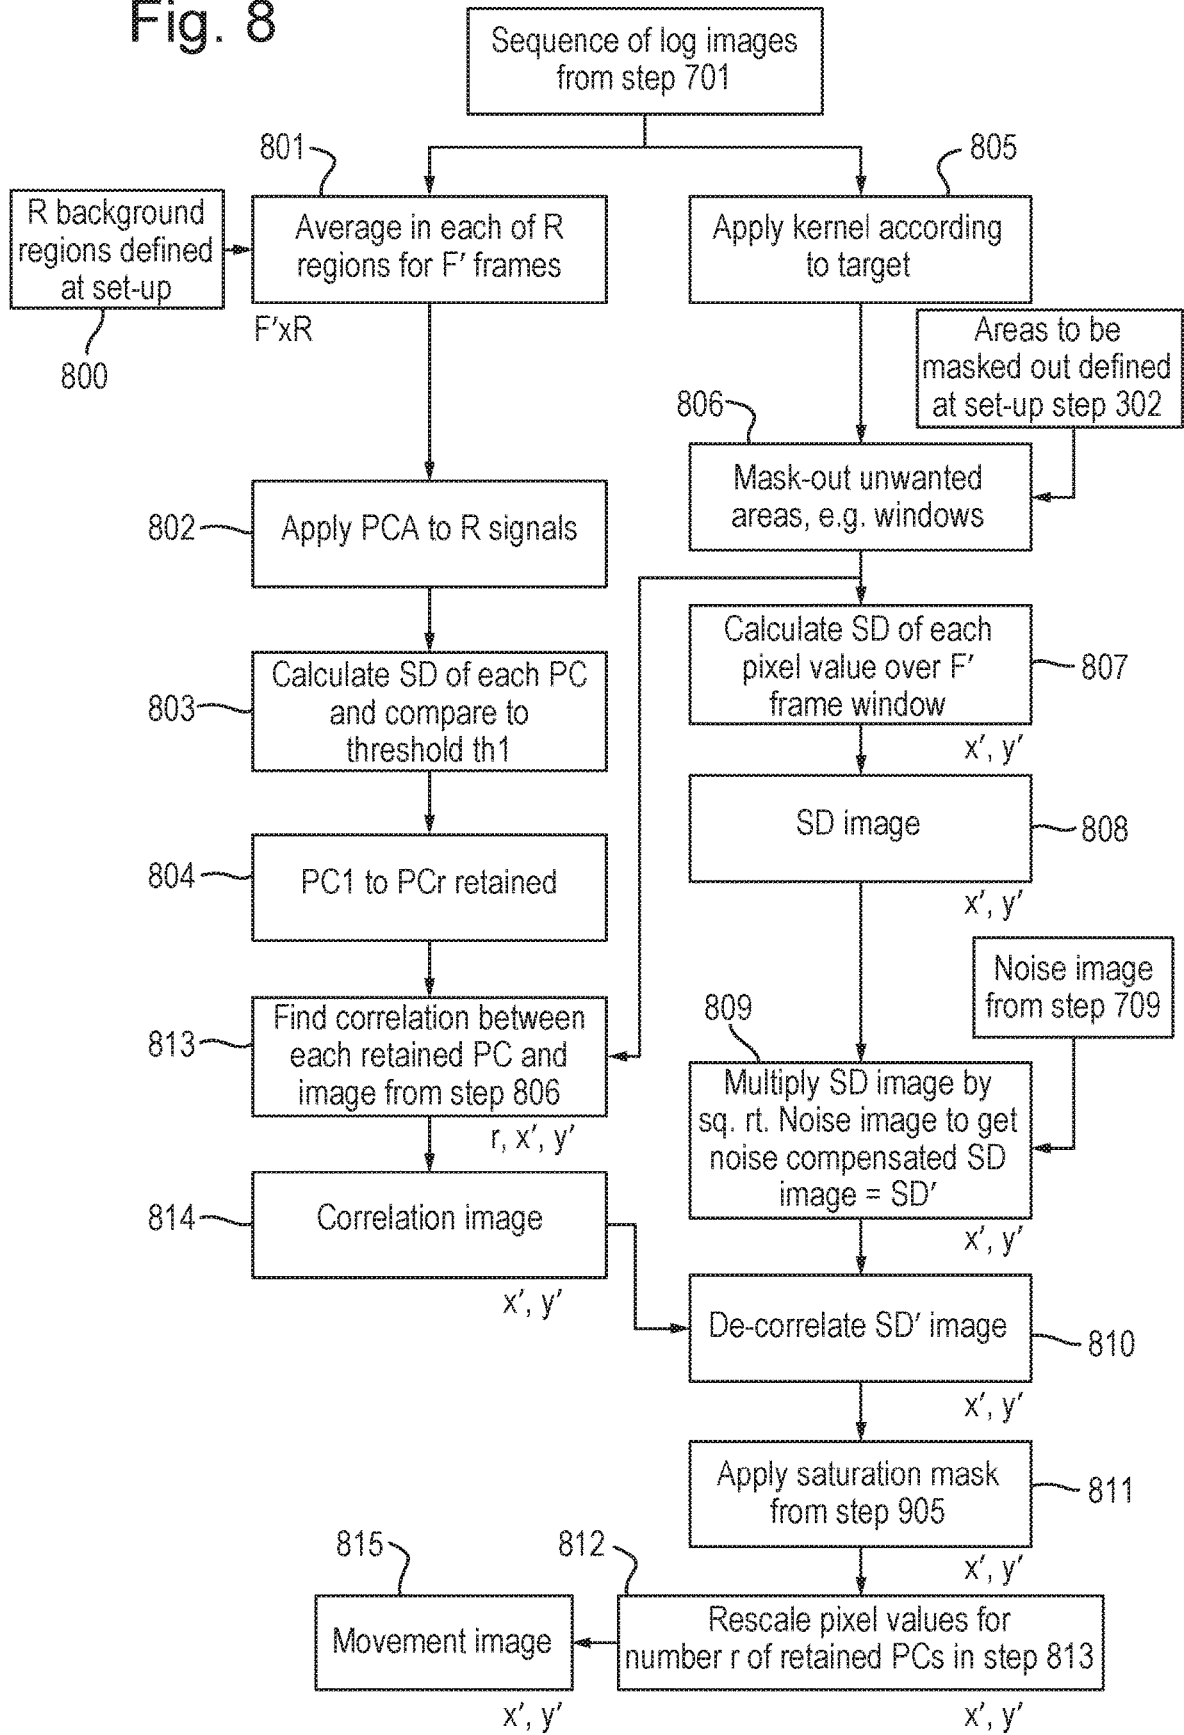 Fig. 8
Sequence of log images
from step 701
801
805
R background
regions defined
at set-up
800
Average in each of R
regions for F′ frames
F′xR
Apply kernel according
to target
Areas to be
masked out defined
at set-up step 302
806
Mask-out unwanted
areas, e.g. windows
802
Apply PCA to R signals
Calculate SD of each
pixel value over F′
frame window
807
x′, y′
803
Calculate SD of each PC
and compare to
threshold th1
SD image
808
x′, y′
804
PC1 to PCr retained
Noise image
from step 709
809
813
Find correlation between
each retained PC and
image from step 806
r, x′, y′
Multiply SD image by
sq. rt. Noise image to get
noise compensated SD
image = SD′
x′, y′
814
Correlation image
x′, y′
De-correlate SD′ image
810
x′, y′
Apply saturation mask
from step 905
811
x′, y′
815
812
Movement image
x′, y′
Rescale pixel values for
number r of retained PCs in step 813
x′, y′